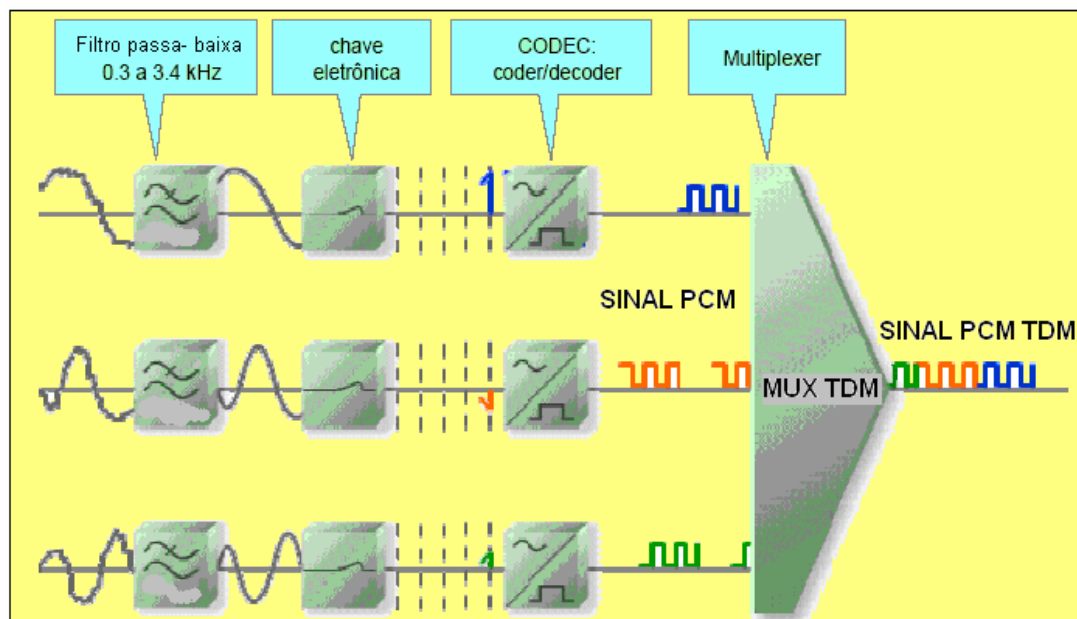 Filtro passa- baixa
0.3 a 3.4 kHz
chave
eletrônica
CODEC:
coder/decoder
Multiplexer
SINAL PCM
SINAL PCM TDM
MUX TDM